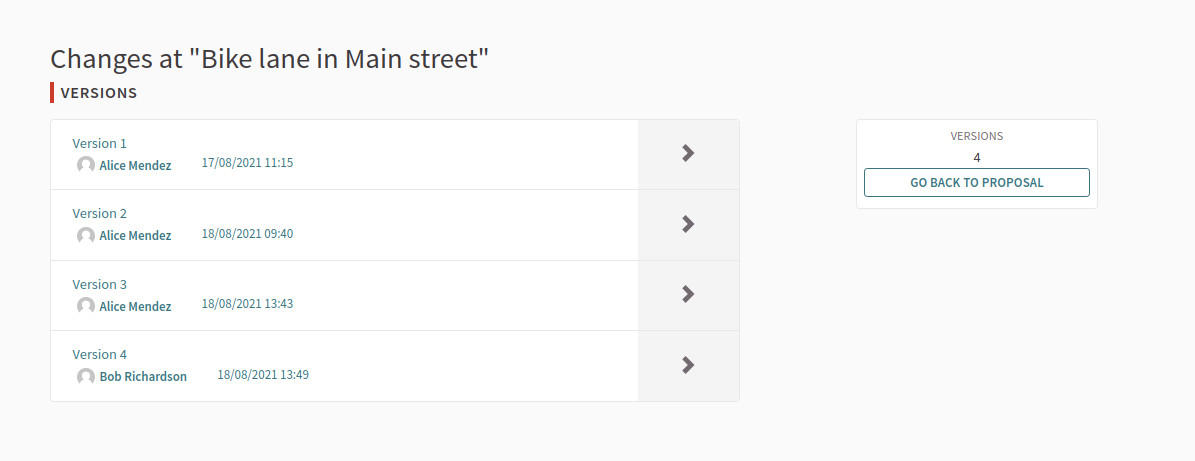 Changes at "Bike lane in Main street"
VERSIONS
Version 1
Alice Mendez 17/08/2021 11:15
Version 2
Alice Mendez 18/08/2021 09:40
Version 3
Alice Mendez 18/08/2021 13:43
Version 4
Bob Richardson 18/08/2021 13:49
VERSIONS
4
GO BACK TO PROPOSAL